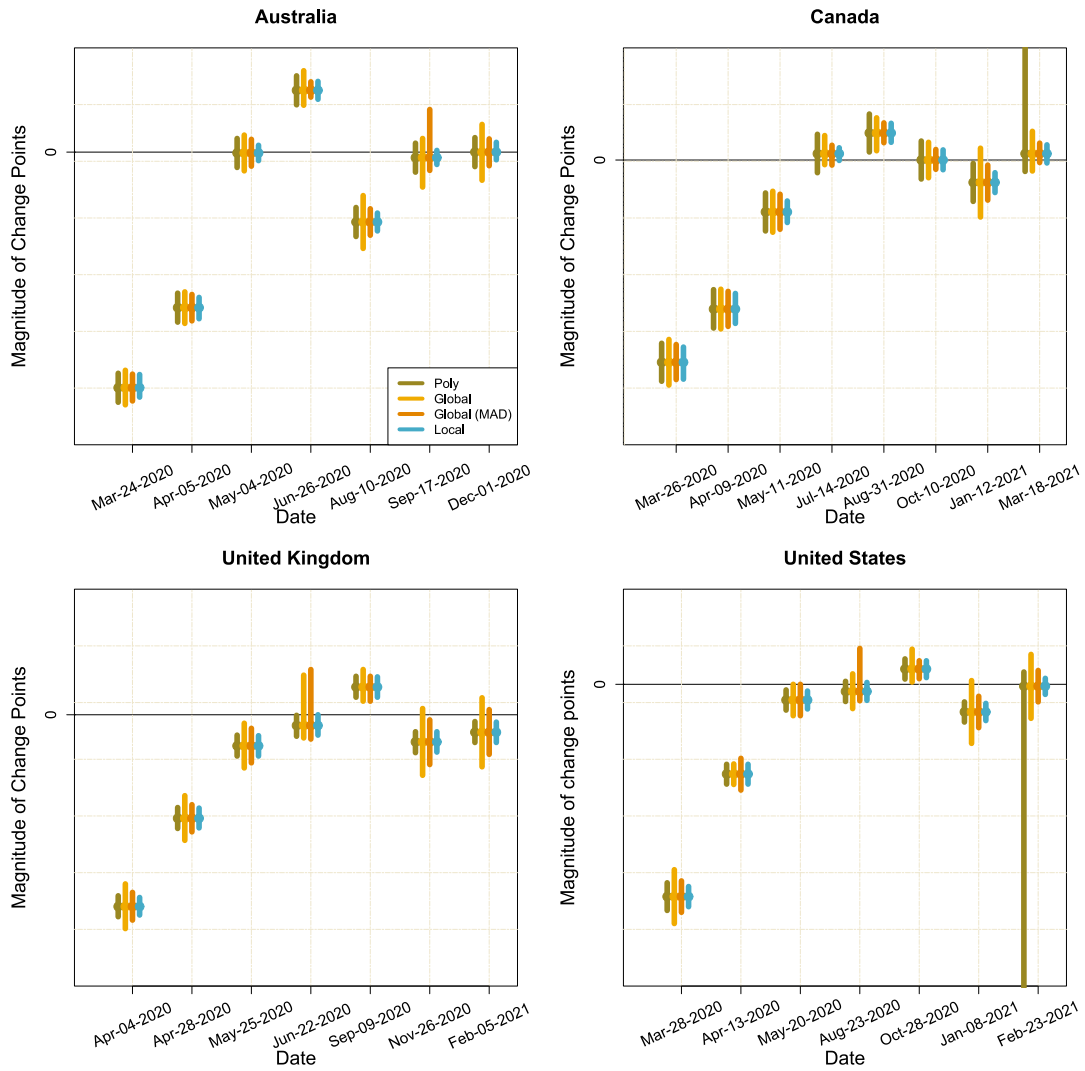 Australia
Magnitude of Change Points
0
Poly
Global
Global (MAD)
Local
Mar-24-2020
Apr-05-2020
May-04-2020
Jun-26-2020
Aug-10-2020
Sep-17-2020
Dec-01-2020
Date
Canada
Magnitude of Change Points
0
Mar-26-2020
Apr-09-2020
May-11-2020
Jul-14-2020
Aug-31-2020
Oct-10-2020
Jan-12-2021
Mar-18-2021
Date
United Kingdom
Magnitude of Change Points
0
Apr-04-2020
Apr-28-2020
May-25-2020
Jun-22-2020
Sep-09-2020
Nov-26-2020
Feb-05-2021
Date
United States
Magnitude of change points
0
Mar-28-2020
Apr-13-2020
May-20-2020
Aug-23-2020
Oct-28-2020
Jan-08-2021
Feb-23-2021
Date